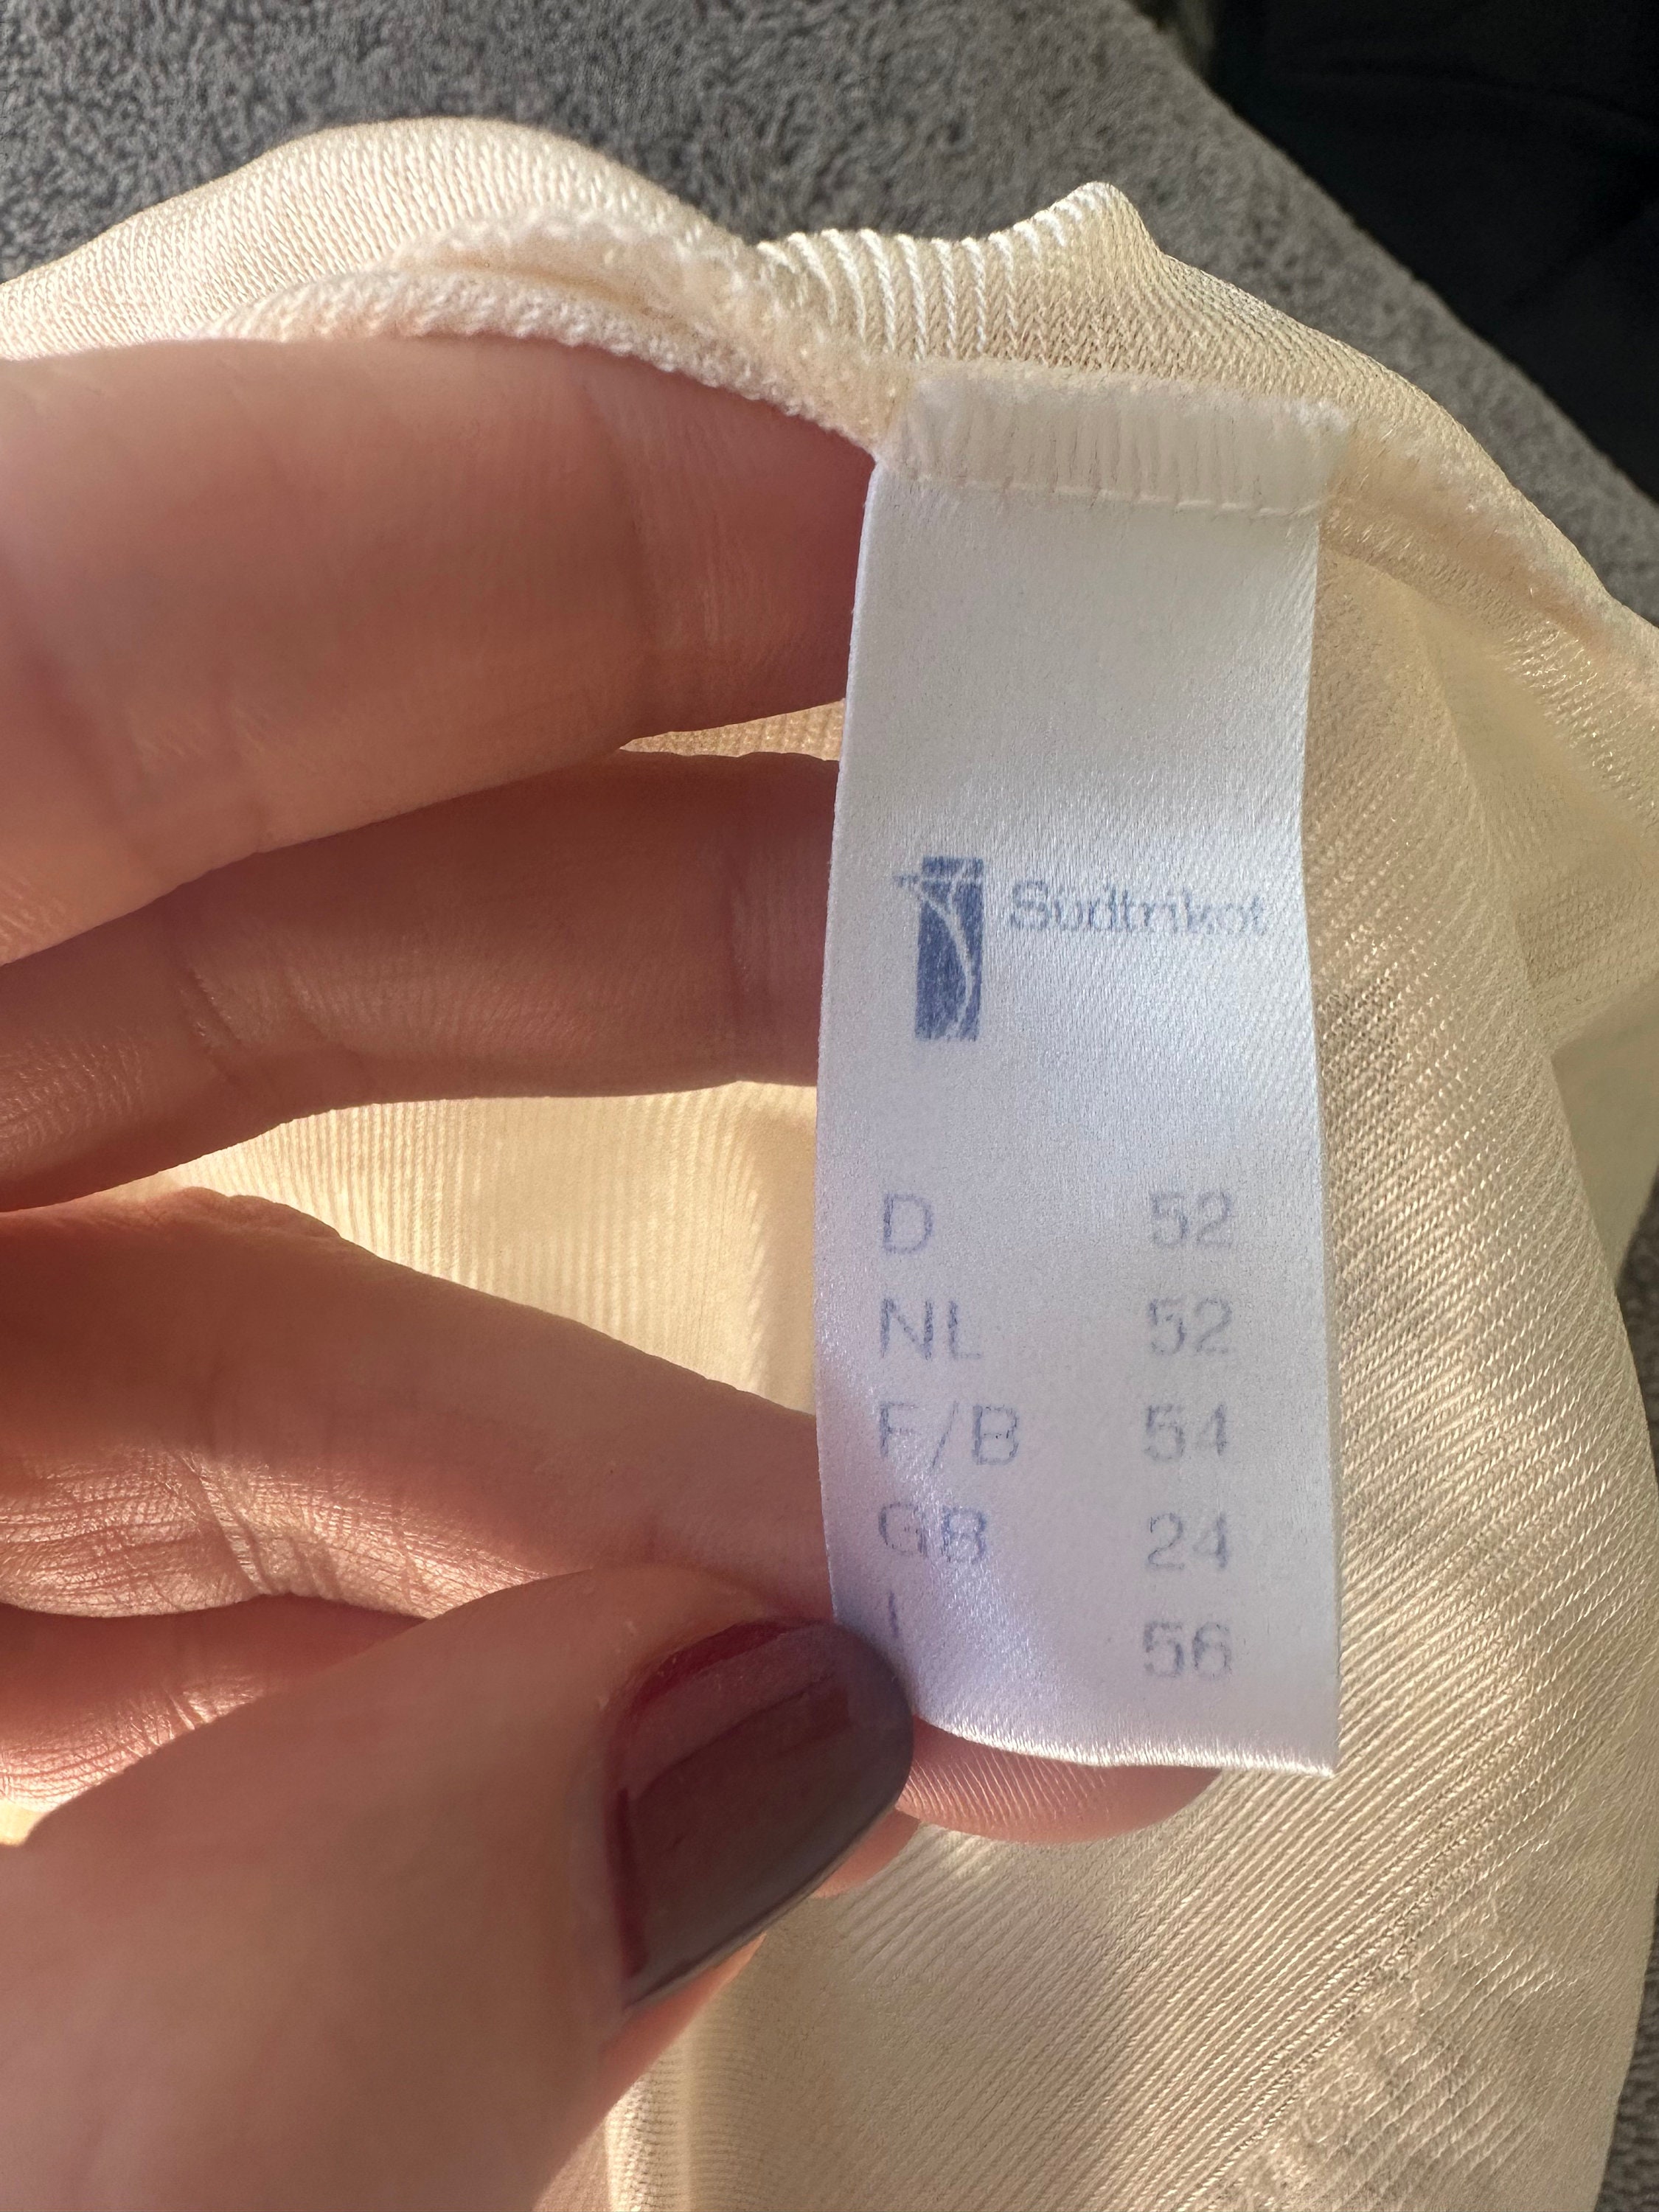 Südtrikot
D 52
NL 52
F/B 54
GB 24
I 56